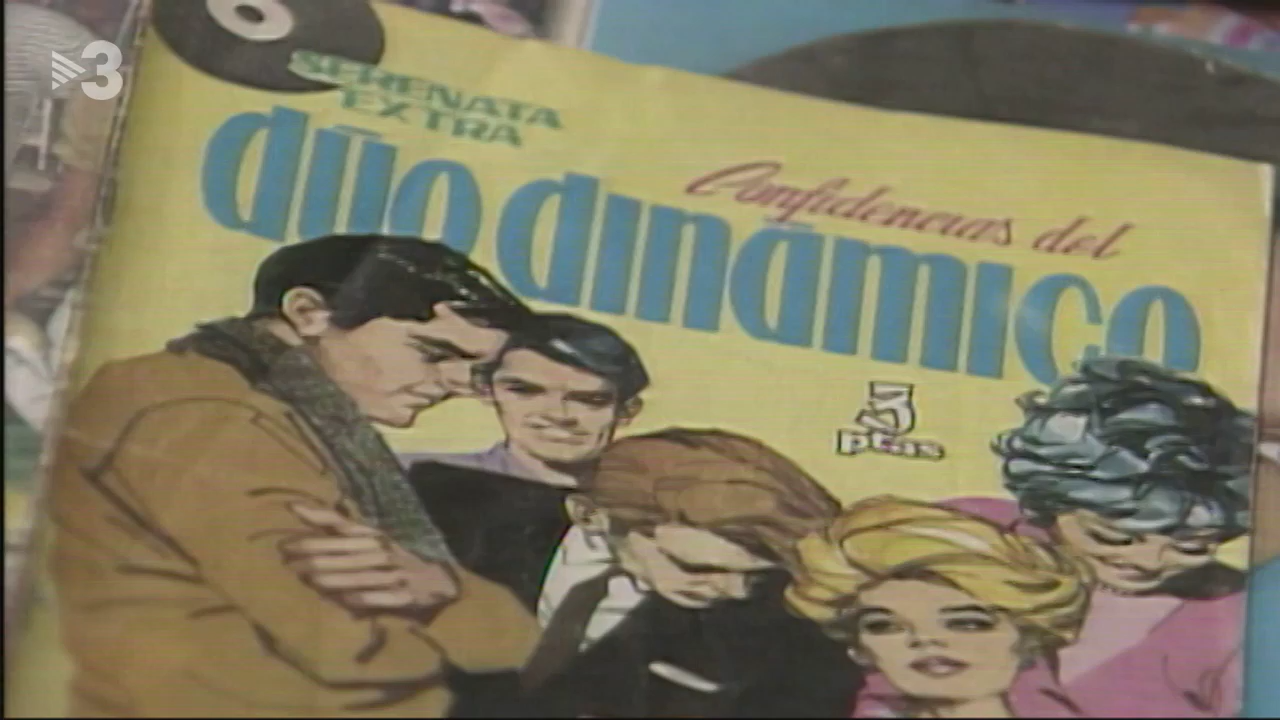 3
SERENATA
EXTRA
Confidencias del
dúo dinámico
3
ptas